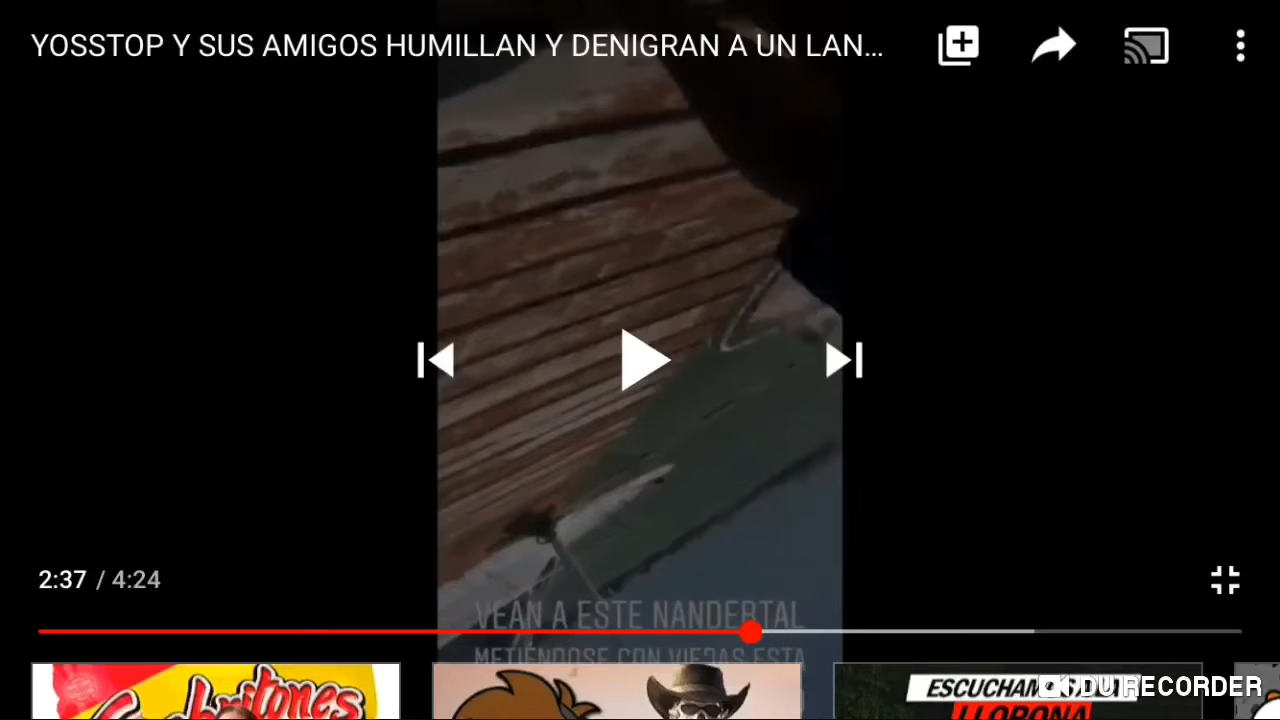 YOSSTOP Y SUS AMIGOS HUMILLAN Y DENIGRAN A UN LAN...
2:37 / 4:24
VEAN A ESTE NANDERTAL
METIÉNDOSE CON VIEJAS ESTA
ESCUCHAM
LLORONA
DU RECORDER